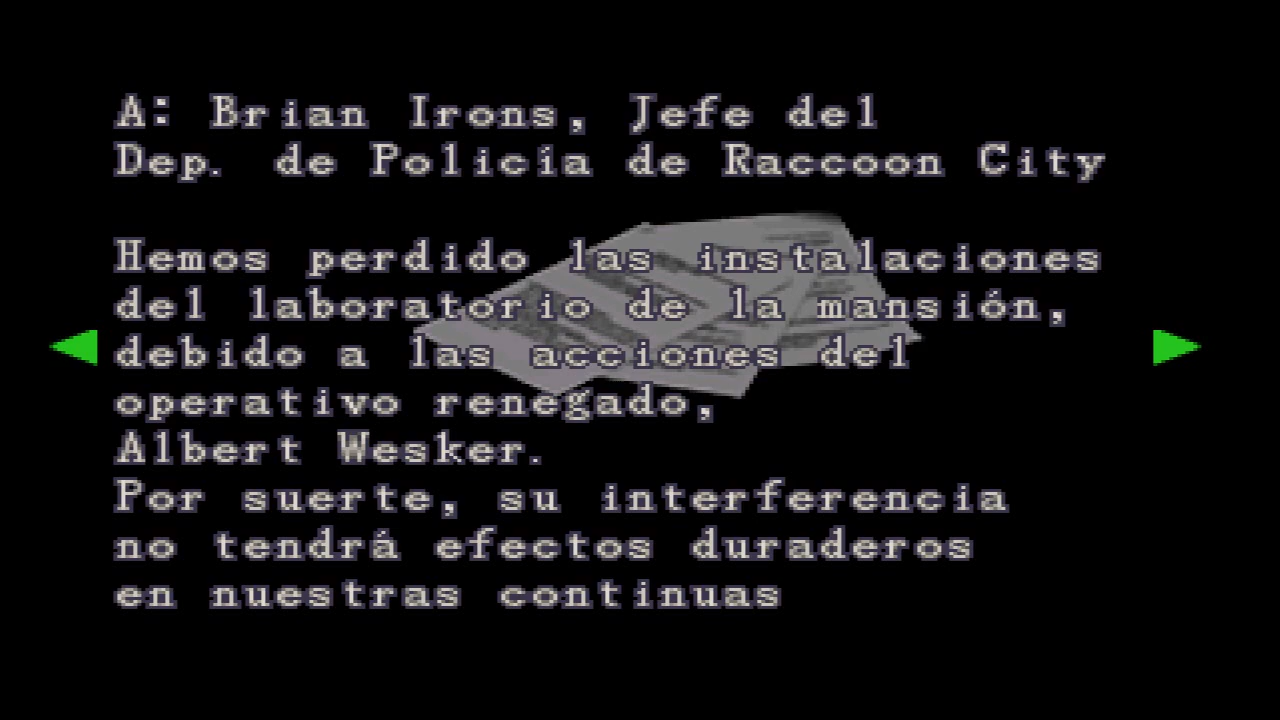 A: Brian Irons, Jefe del
Dep. de Policía de Raccoon City
Hemos perdido las instalaciones
del laboratorio de la mansión,
debido a las acciones del
operativo renegado,
Albert Wesker.
Por suerte, su interferencia
no tendrá efectos duraderos
en nuestras continuas